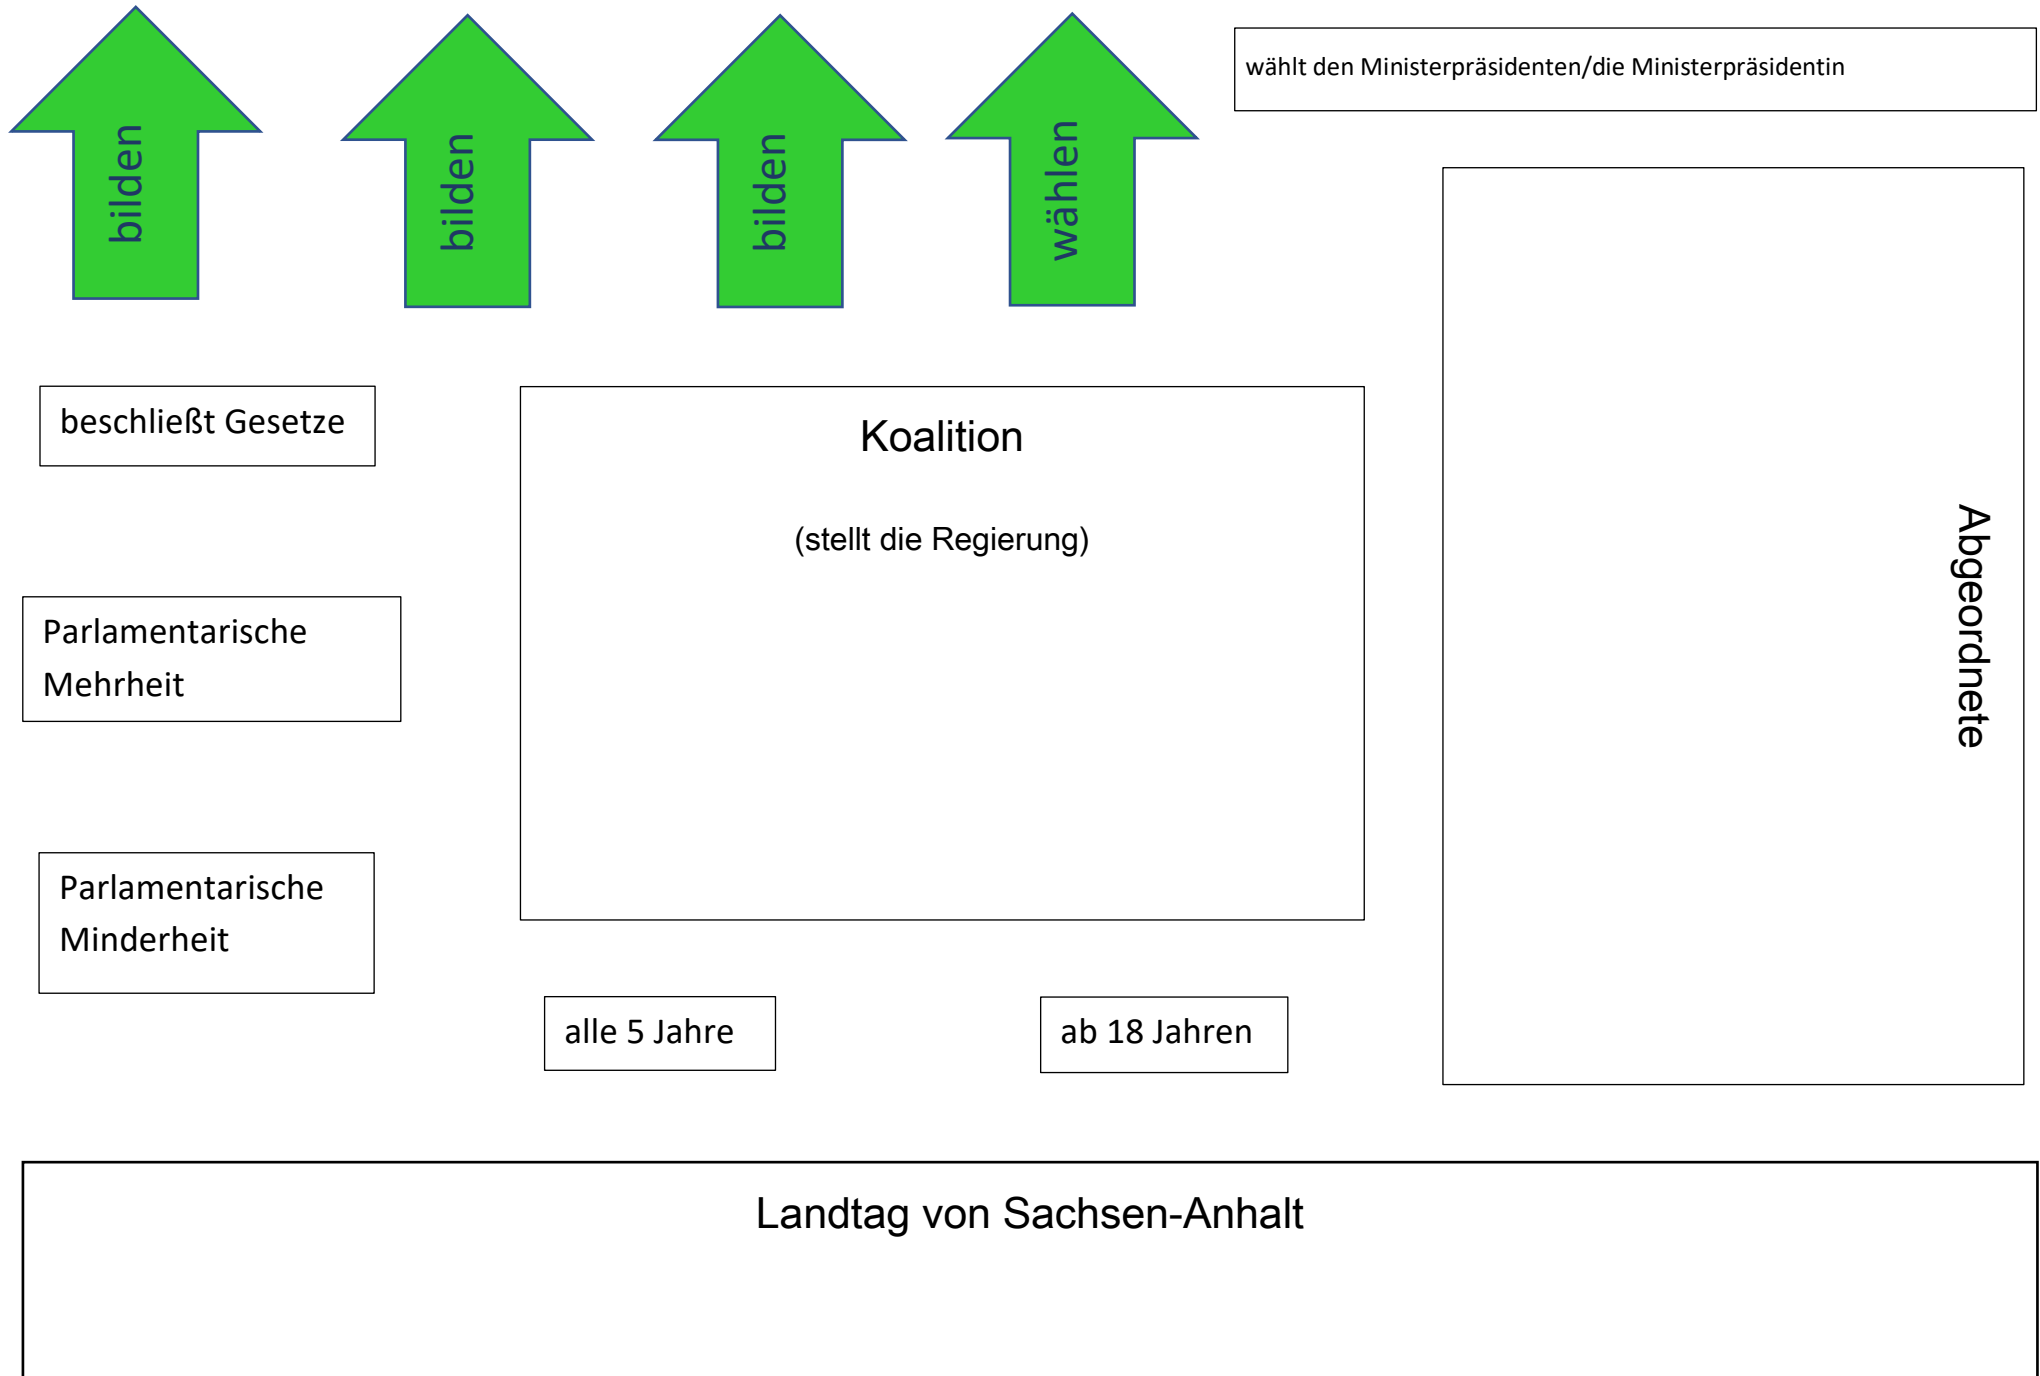 bilden
bilden
bilden
wählen
wählt den Ministerpräsidenten/die Ministerpräsidentin
beschließt Gesetze
Koalition
(stellt die Regierung)
Abgeordnete
Parlamentarische
Mehrheit
Parlamentarische
Minderheit
alle 5 Jahre
ab 18 Jahren
Landtag von Sachsen-Anhalt